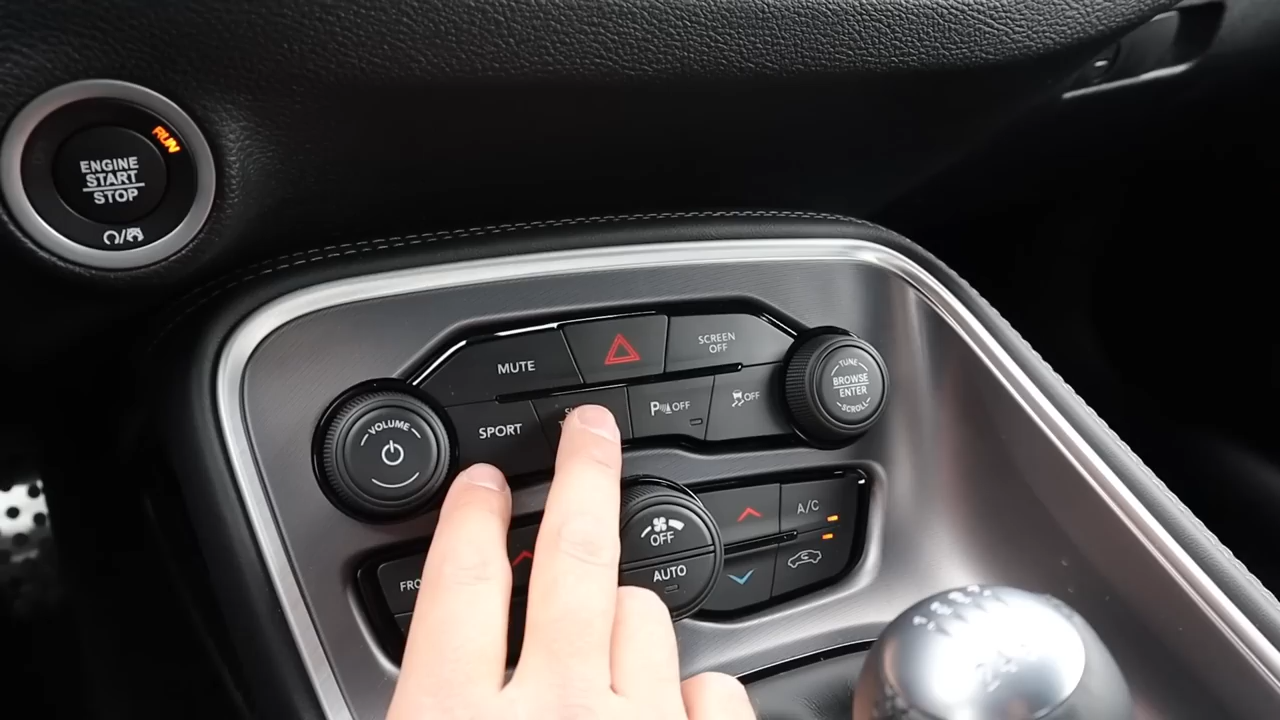 RUN
ENGINE
START
STOP
MUTE
SCREEN
OFF
VOLUME
SPORT
P OFF
OFF
TUNE
BROWSE
ENTER
SCROLL
OFF
AUTO
A/C